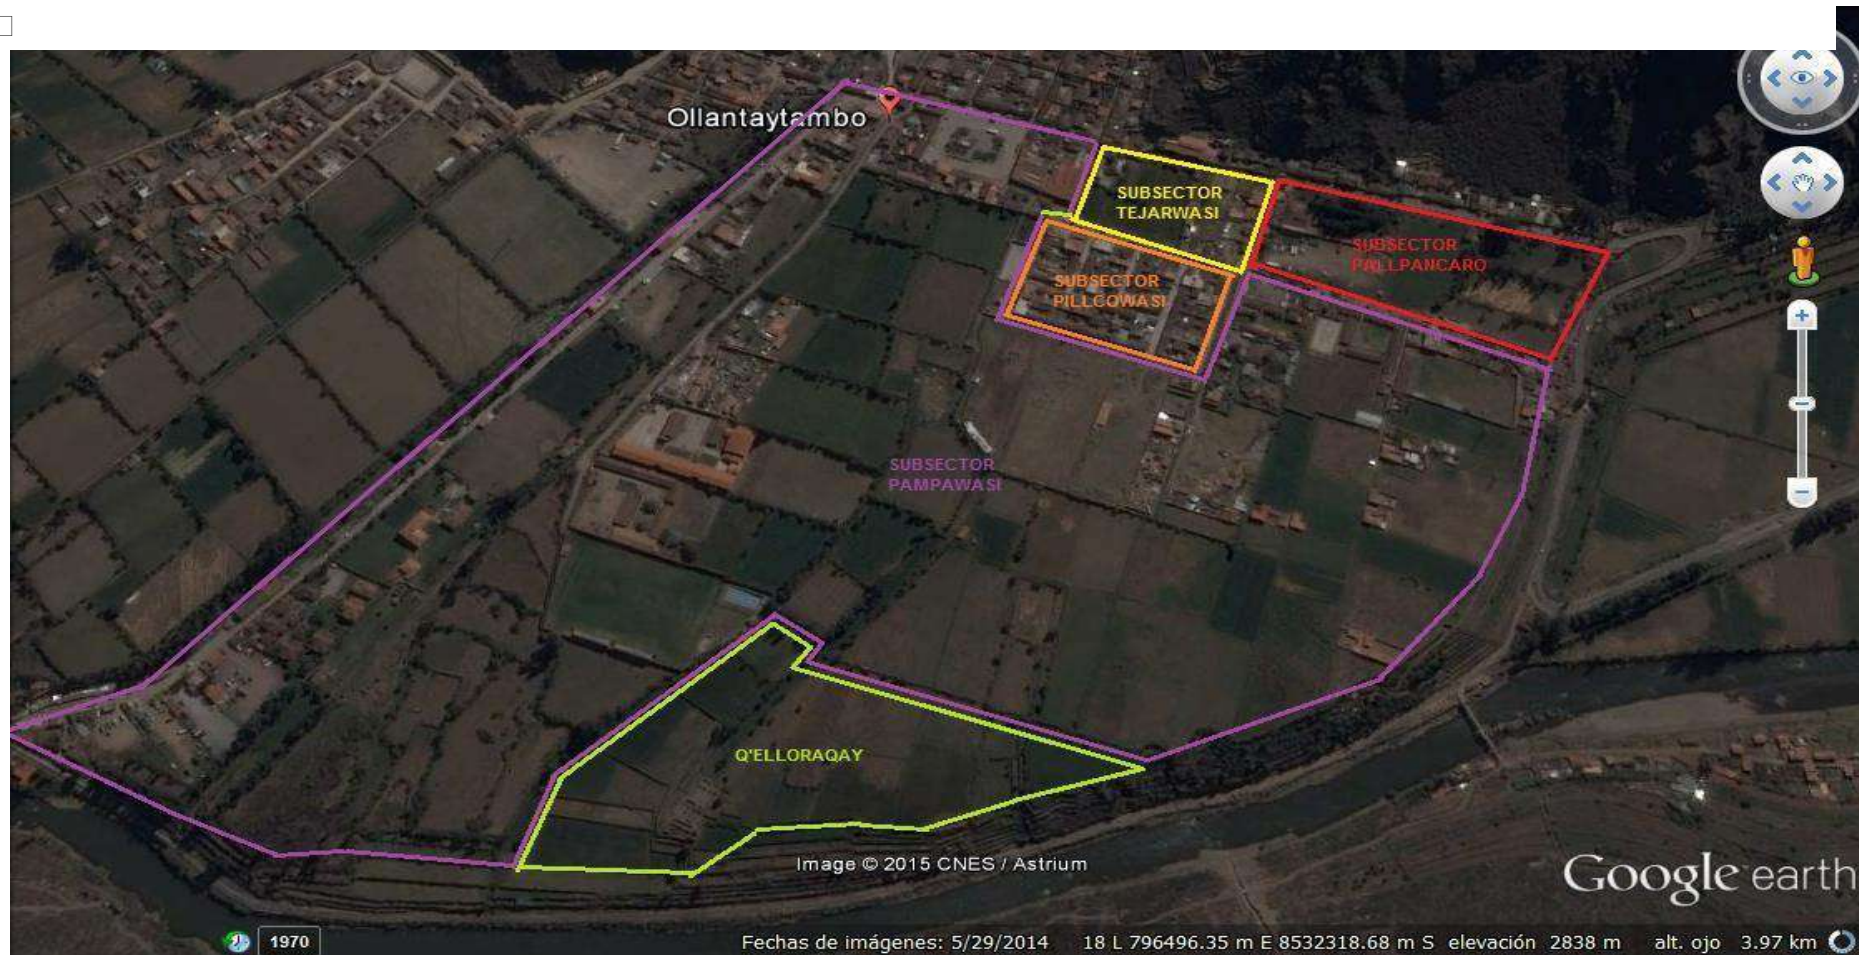 Ollantaytambo
SUBSECTOR
TEJARWASI
SUBSECTOR
PALLPANCARO
SUBSECTOR
PILLCOWASI
SUBSECTOR
PAMPAWASI
Q'ELLORAQAY
Image © 2015 CNES / Astrium
Google earth
1970
Fechas de imágenes: 5/29/2014 18 L 796496.35 m E 8532318.68 m S elevación 2838 m alt. ojo 3.97 km